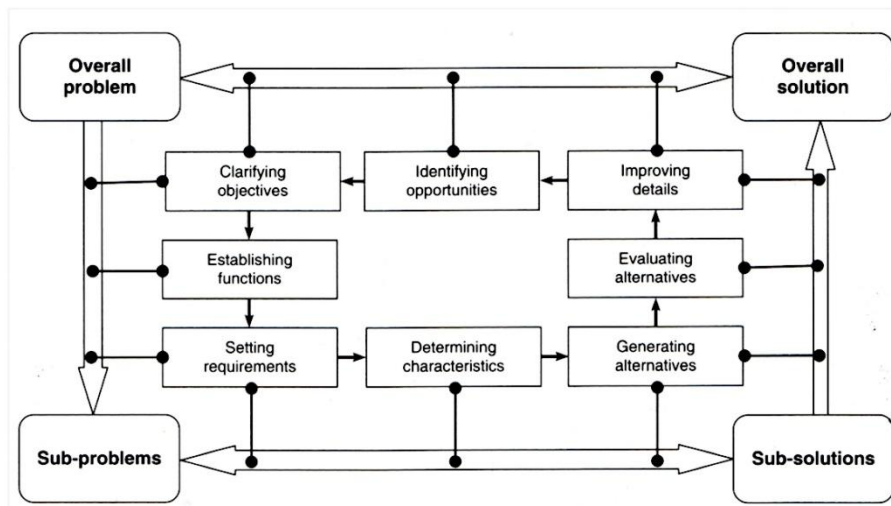 Overall
problem
Overall
solution
Clarifying
objectives
Identifying
opportunities
Improving
details
Establishing
functions
Evaluating
alternatives
Setting
requirements
Determining
characteristics
Generating
alternatives
Sub-problems
Sub-solutions